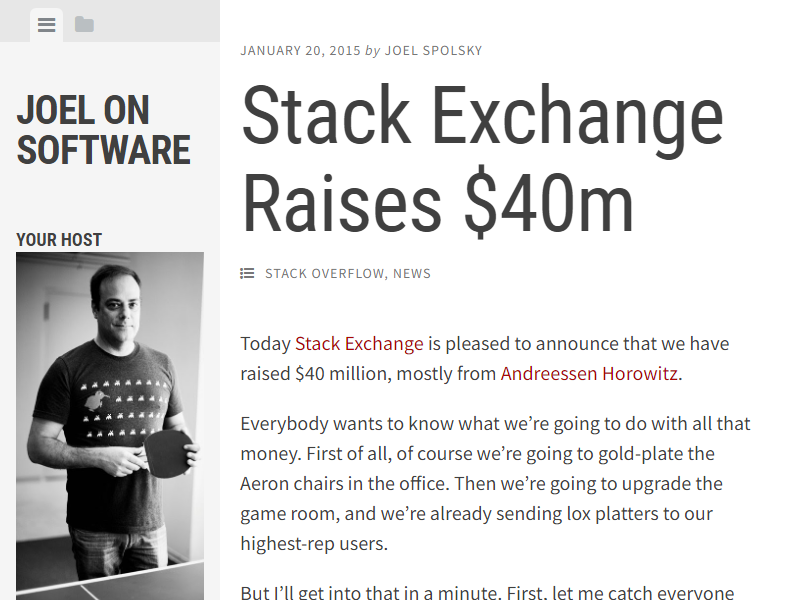 JOEL ON
SOFTWARE
YOUR HOST
JANUARY 20, 2015 by JOEL SPOLSKY
Stack Exchange
Raises $40m
STACK OVERFLOW, NEWS
Today Stack Exchange is pleased to announce that we have
raised $40 million, mostly from Andreessen Horowitz.
Everybody wants to know what we’re going to do with all that
money. First of all, of course we’re going to gold-plate the
Aeron chairs in the office. Then we’re going to upgrade the
game room, and we’re already sending lox platters to our
highest-rep users.
But I’ll get into that in a minute. First, let me catch everyone